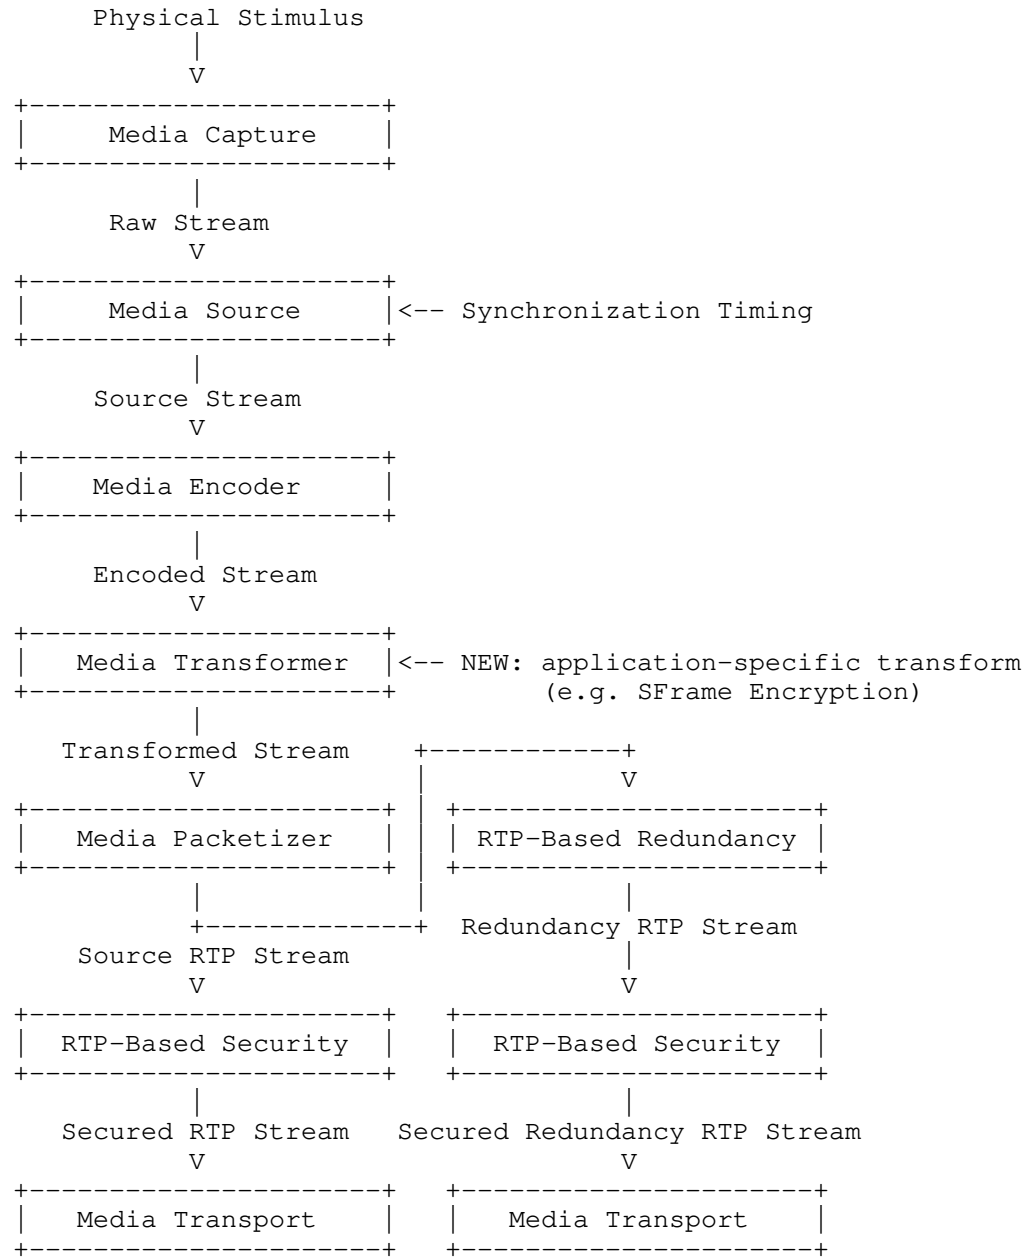 Physical Stimulus
Media Capture
Raw Stream
Media Source <-- Synchronization Timing
Source Stream
Media Encoder
Encoded Stream
Media Transformer <-- NEW: application-specific transform
(e.g. SFrame Encryption)
Transformed Stream
Media Packetizer RTP-Based Redundancy
Redundancy RTP Stream
Source RTP Stream
RTP-Based Security RTP-Based Security
Secured RTP Stream Secured Redundancy RTP Stream
Media Transport Media Transport